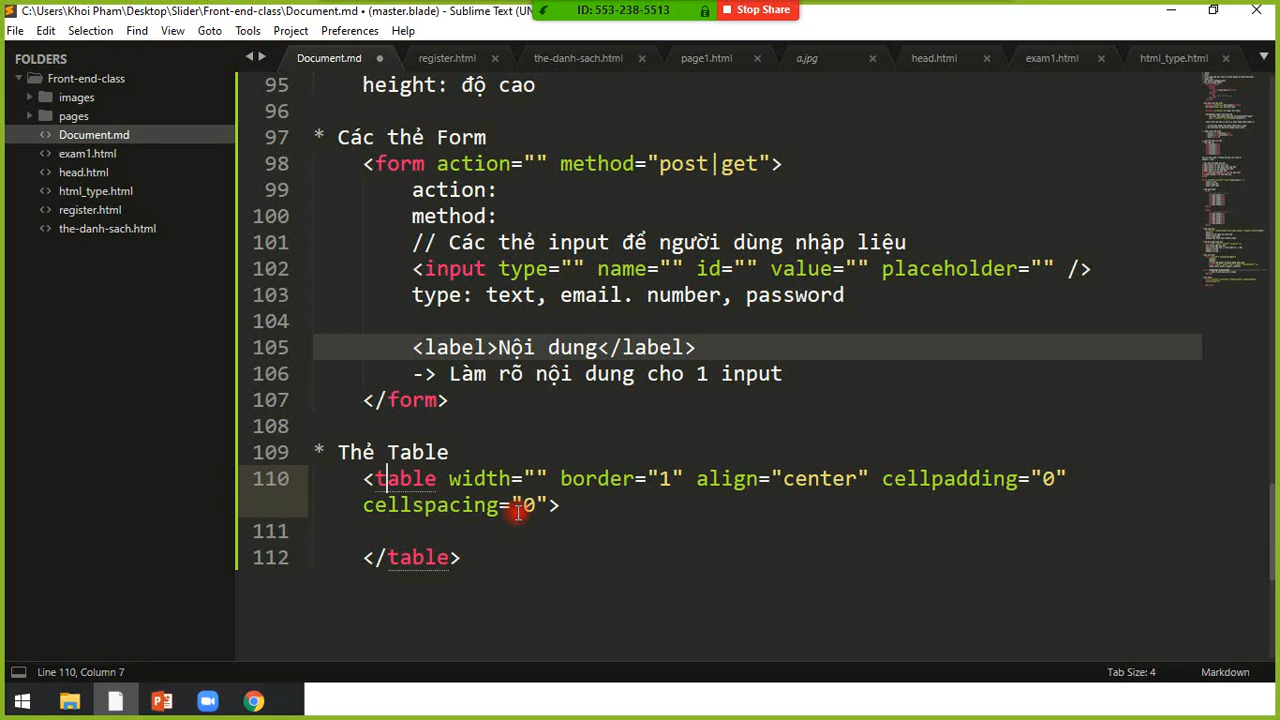 C:\Users\Khoi Pham\Desktop\Slider\Front-end-class\Document.md • (master.blade) - Sublime Text (UN
ID: 553-238-5513
Stop Share
File Edit Selection Find View Goto Tools Project Preferences Help
FOLDERS
Front-end-class
images
pages
Document.md
exam1.html
head.html
html_type.html
register.html
the-danh-sach.html
Document.md register.html the-danh-sach.html page1.html a.jpg head.html exam1.html html_type.html
95 height: độ cao
96
97 * Các thẻ Form
98 <form action="" method="post|get">
99 action:
100 method:
101 // Các thẻ input để người dùng nhập liệu
102 <input type="" name="" id="" value="" placeholder="" />
103 type: text, email. number, password
104
105 <label>Nội dung</label>
106 -> Làm rõ nội dung cho 1 input
107 </form>
108
109 * Thẻ Table
110 <table width="" border="1" align="center" cellpadding="0"
cellspacing="0">
111
112 </table>
Line 110, Column 7
Tab Size: 4
Markdown